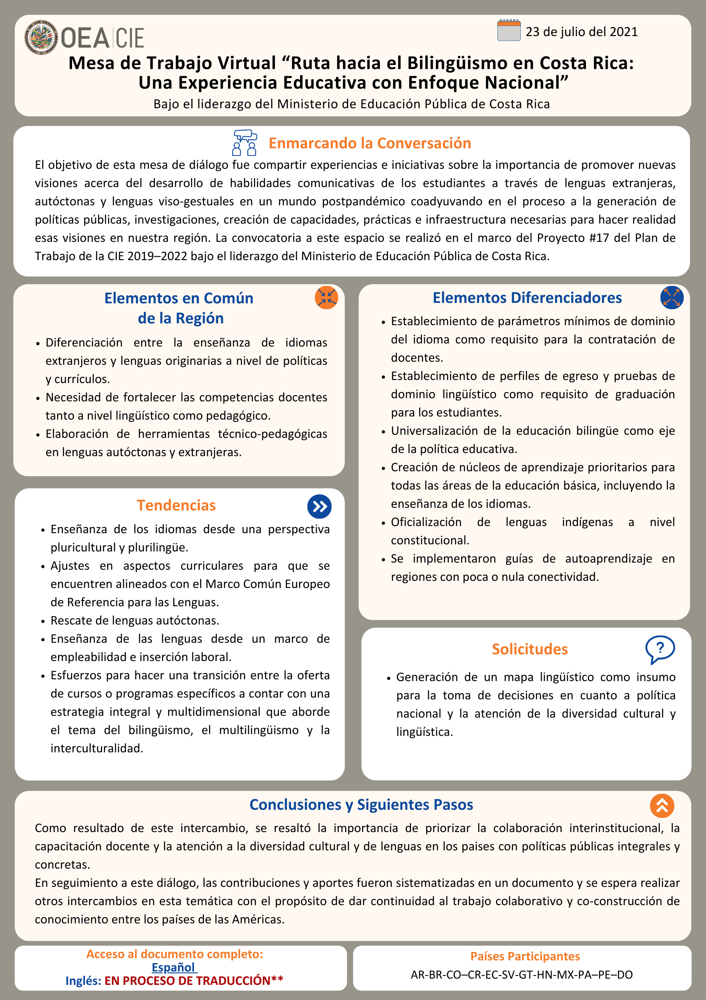 ORGANIZACION DE LOS ESTADOS AMERICANOS
OEA|CIE
23 de julio del 2021
Mesa de Trabajo Virtual “Ruta hacia el Bilingüismo en Costa Rica:
Una Experiencia Educativa con Enfoque Nacional”
Bajo el liderazgo del Ministerio de Educación Pública de Costa Rica
Enmarcando la Conversación
El objetivo de esta mesa de diálogo fue compartir experiencias e iniciativas sobre la importancia de promover nuevas
visiones acerca del desarrollo de habilidades comunicativas de los estudiantes a través de lenguas extranjeras,
autóctonas y lenguas viso-gestuales en un mundo postpandémico coadyuvando en el proceso a la generación de
políticas públicas, investigaciones, creación de capacidades, prácticas e infraestructura necesarias para hacer realidad
esas visiones en nuestra región. La convocatoria a este espacio se realizó en el marco del Proyecto #17 del Plan de
Trabajo de la CIE 2019–2022 bajo el liderazgo del Ministerio de Educación Pública de Costa Rica.
Elementos en Común
de la Región
• Diferenciación entre la enseñanza de idiomas
extranjeros y lenguas originarias a nivel de políticas
y currículos.
• Necesidad de fortalecer las competencias docentes
tanto a nivel lingüístico como pedagógico.
• Elaboración de herramientas técnico-pedagógicas
en lenguas autóctonas y extranjeras.
Elementos Diferenciadores
• Establecimiento de parámetros mínimos de dominio
del idioma como requisito para la contratación de
docentes.
• Establecimiento de perfiles de egreso y pruebas de
dominio lingüístico como requisito de graduación
para los estudiantes.
• Universalización de la educación bilingüe como eje
de la política educativa.
• Creación de núcleos de aprendizaje prioritarios para
todas las áreas de la educación básica, incluyendo la
enseñanza de los idiomas.
• Oficialización de lenguas indígenas a nivel
constitucional.
• Se implementaron guías de autoaprendizaje en
regiones con poca o nula conectividad.
Tendencias
• Enseñanza de los idiomas desde una perspectiva
pluricultural y plurilingüe.
• Ajustes en aspectos curriculares para que se
encuentren alineados con el Marco Común Europeo
de Referencia para las Lenguas.
• Rescate de lenguas autóctonas.
• Enseñanza de las lenguas desde un marco de
empleabilidad e inserción laboral.
• Esfuerzos para hacer una transición entre la oferta
de cursos o programas específicos a contar con una
estrategia integral y multidimensional que aborde
el tema del bilingüismo, el multilingüismo y la
interculturalidad.
Solicitudes
?
• Generación de un mapa lingüístico como insumo
para la toma de decisiones en cuanto a política
nacional y la atención de la diversidad cultural y
lingüística.
Conclusiones y Siguientes Pasos
Como resultado de este intercambio, se resaltó la importancia de priorizar la colaboración interinstitucional, la
capacitación docente y la atención a la diversidad cultural y de lenguas en los paises con políticas públicas integrales y
concretas.
En seguimiento a este diálogo, las contribuciones y aportes fueron sistematizadas en un documento y se espera realizar
otros intercambios en esta temática con el propósito de dar continuidad al trabajo colaborativo y co-construcción de
conocimiento entre los países de las Américas.
Acceso al documento completo:
Español
Inglés: EN PROCESO DE TRADUCCIÓN**
Países Participantes
AR-BR-CO–CR-EC-SV-GT-HN-MX-PA–PE–DO